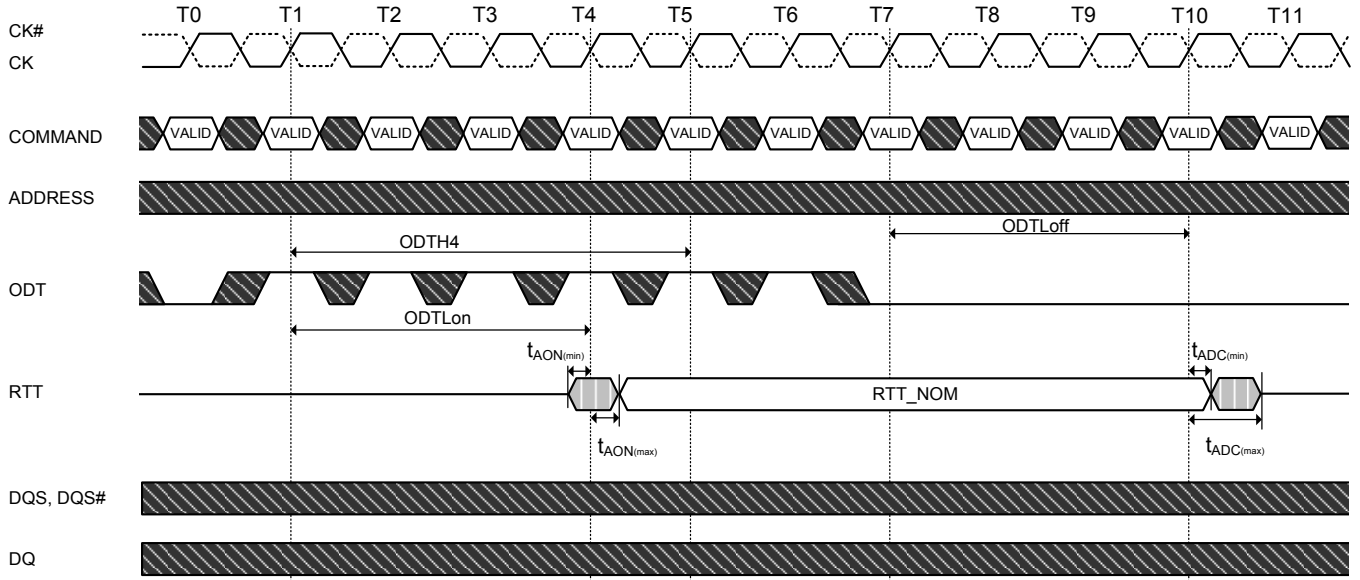 T0 T1 T2 T3 T4 T5 T6 T7 T8 T9 T10 T11
CK#
CK
COMMAND VALID VALID VALID VALID VALID VALID VALID VALID VALID VALID VALID VALID
ADDRESS
ODTLoff
ODTH4
ODT
ODTLon
tAON(min) tADC(min)
RTT RTT_NOM
tAON(max) tADC(max)
DQS, DQS#
DQ